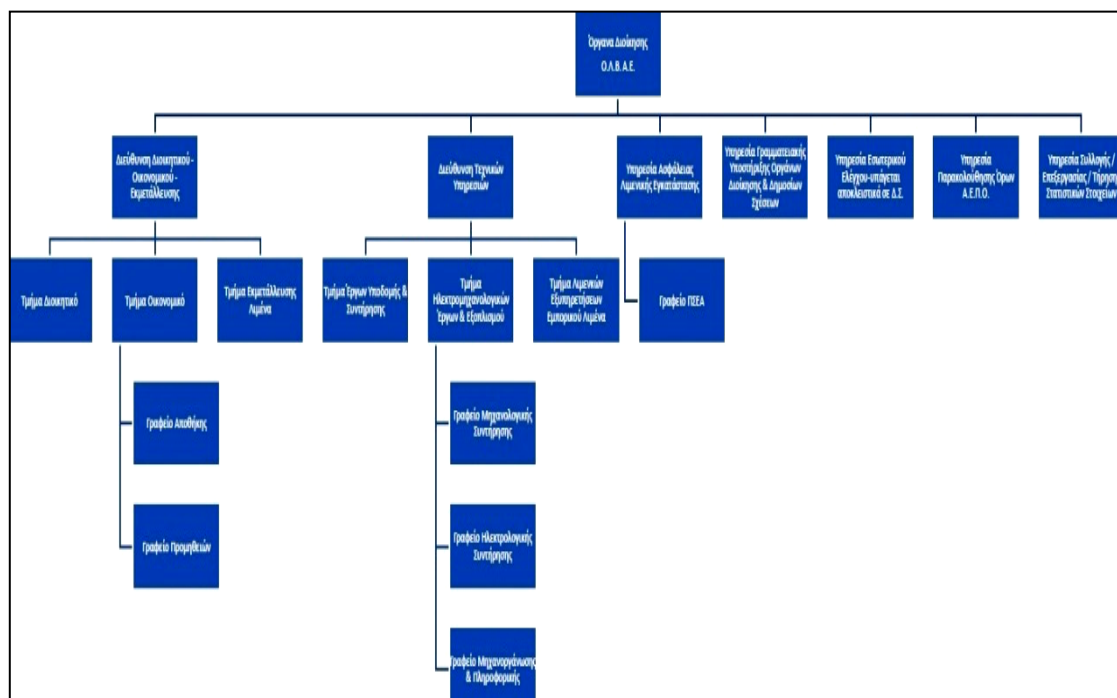 Όργανα Διοίκησης
Ο.Λ.Β. Α.Ε.
Διεύθυνση Διοικητικού -
Οικονομικού -
Εκμετάλλευσης
Διεύθυνση Τεχνικών
Υπηρεσιών
Υπηρεσία Ασφάλειας
Λιμενικής Εγκατάστασης
Υπηρεσία Γραμματειακής
Υποστήριξης Οργάνων
Διοίκησης & Δημοσίων
Σχέσεων
Υπηρεσία Εσωτερικού
Ελέγχου-υπάγεται
αποκλειστικά σε Δ.Σ.
Υπηρεσία
Παρακολούθησης Όρων
Α.Ε.Π.Ο.
Υπηρεσία Συλλογής /
Επεξεργασίας / Τήρησης
Στατιστικών Στοιχείων
Τμήμα Διοικητικό
Τμήμα Οικονομικό
Τμήμα Εκμετάλλευσης
Λιμένα
Τμήμα Έργων Υποδομής &
Συντήρησης
Τμήμα
Ηλεκτρομηχανολογικών
Έργων & Εξοπλισμού
Τμήμα Λιμενικών
Εξυπηρετήσεων
Εμπορικού Λιμένα
Γραφείο ΠΣΕΑ
Γραφείο Αποθήκης
Γραφείο Μηχανολογικής
Συντήρησης
Γραφείο Προμηθειών
Γραφείο Ηλεκτρολογικής
Συντήρησης
Γραφείο Μηχανοργάνωσης
& Πληροφορικής